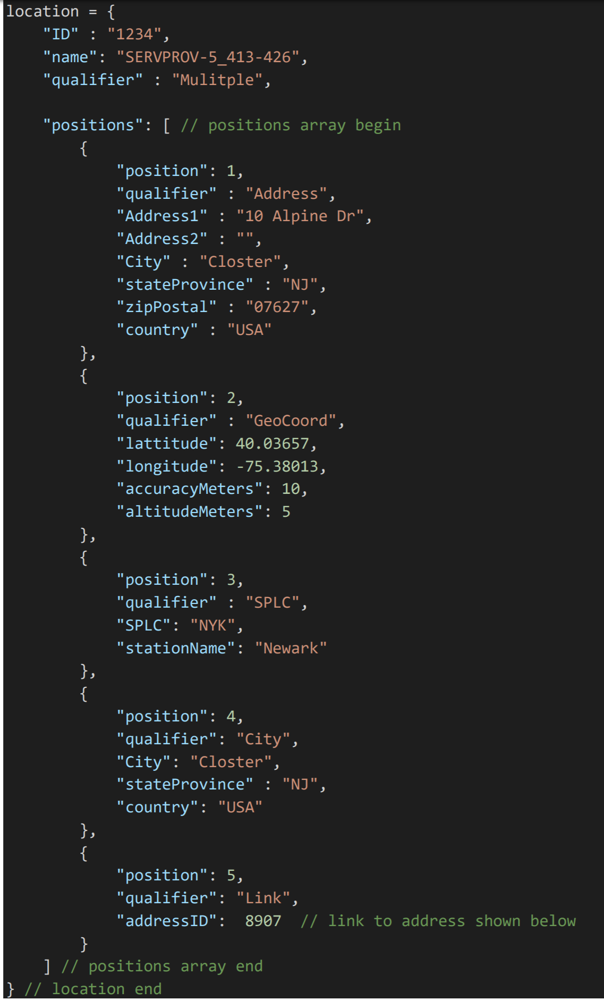 location = {
    "ID" : "1234",
    "name": "SERVPROV-5_413-426",
    "qualifier" : "Mulitple",

    "positions": [ // positions array begin
        {
            "position": 1,
            "qualifier" : "Address",
            "Address1" : "10 Alpine Dr",
            "Address2" : "",
            "City" : "Closter",
            "stateProvince" : "NJ",
            "zipPostal" : "07627",
            "country" : "USA"
        },
        {
            "position": 2,
            "qualifier" : "GeoCoord",
            "lattitude": 40.03657,
            "longitude": -75.38013,
            "accuracyMeters": 10,
            "altitudeMeters": 5
        },
        {
            "position": 3,
            "qualifier" : "SPLC",
            "SPLC": "NYK",
            "stationName": "Newark"
        },
        {
            "position": 4,
            "qualifier": "City",
            "City": "Closter",
            "stateProvince" : "NJ",
            "country": "USA"
        },
        {
            "position": 5,
            "qualifier": "Link",
            "addressID":  8907  // link to address shown below
        }
    ] // positions array end
} // location end